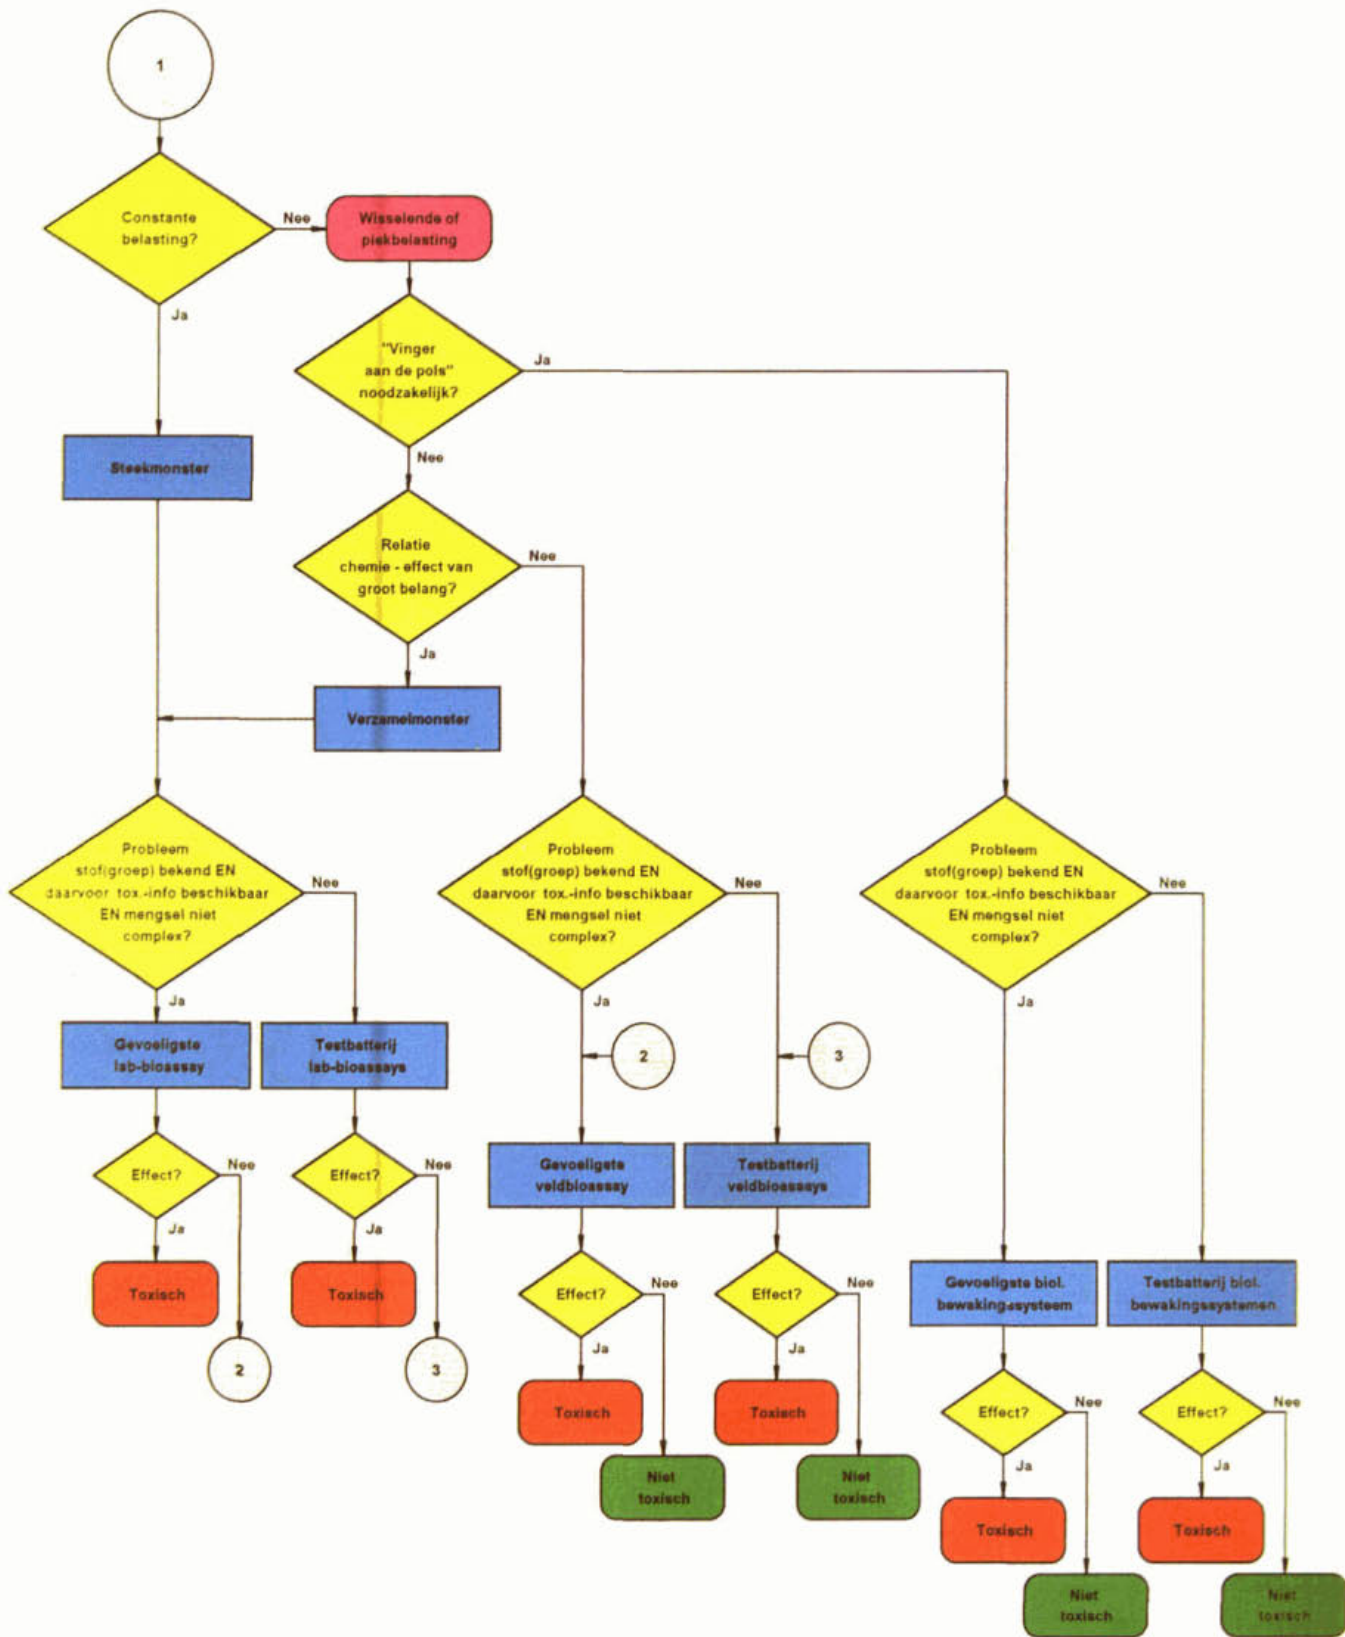 1
Constante
belasting?
Nee
Wisselende of
piekbelasting
Ja
"Vinger
aan de pols"
noodzakelijk?
Ja
Steekmonster
Nee
Relatie
chemie - effect van
groot belang?
Nee
Ja
Verzamelmonster
Probleem
stof(groep) bekend EN
daarvoor tox.-info beschikbaar
EN mengsel niet
complex?
Nee
Ja
Probleem
stof(groep) bekend EN
daarvoor tox.-info beschikbaar
EN mengsel niet
complex?
Nee
Ja
Probleem
stof(groep) bekend EN
daarvoor tox.-info beschikbaar
EN mengsel niet
complex?
Nee
Ja
Gevoeligste
lab-bioassay
Testbatterij
lab-bioassays
2
3
Effect?
Nee
Ja
Effect?
Nee
Ja
Gevoeligste
veldbioassay
Testbatterij
veldbioassays
Toxisch
Toxisch
2
3
Effect?
Nee
Ja
Effect?
Nee
Ja
Gevoeligste biol.
bewakingssysteem
Testbatterij biol.
bewakingssystemen
Toxisch
Toxisch
Niet
toxisch
Niet
toxisch
Effect?
Nee
Ja
Effect?
Nee
Ja
Toxisch
Toxisch
Niet
toxisch
Niet
toxisch